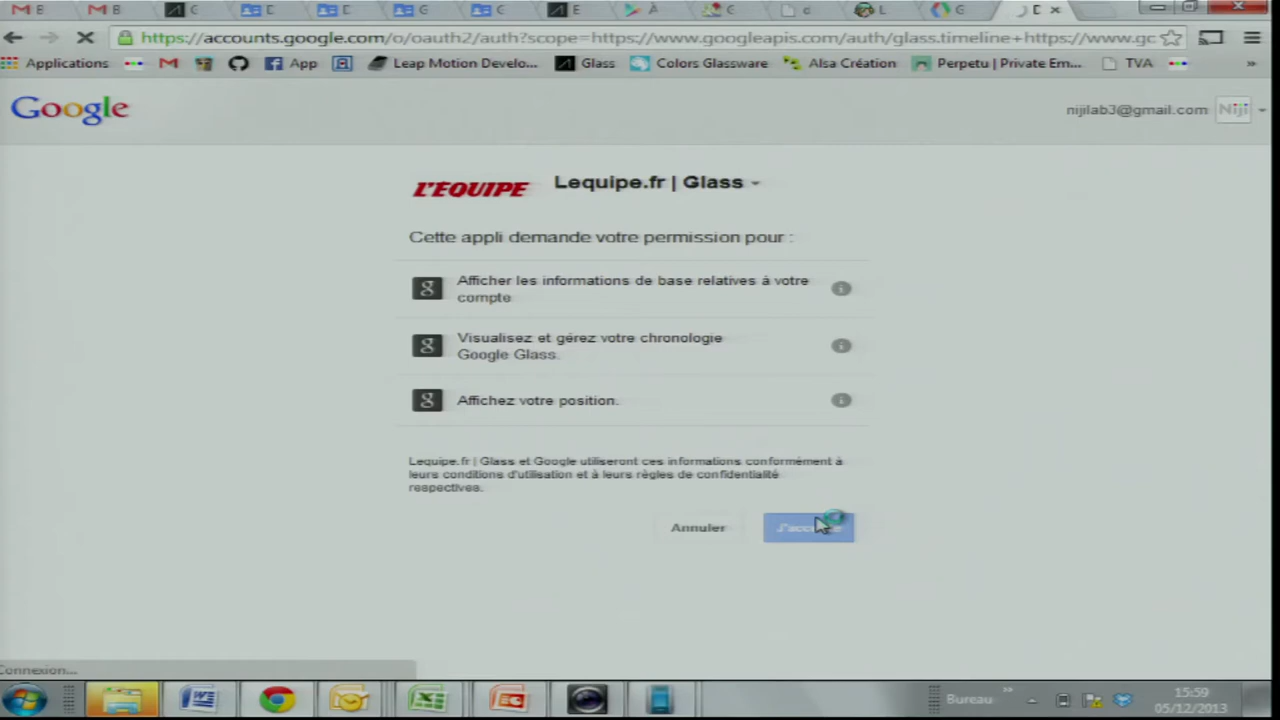 https://accounts.google.com/o/oauth2/auth?scope=https://www.googleapis.com/auth/glass.timeline+https://www.gc
Applications App Leap Motion Develo... Glass Colors Glassware Alsa Création Perpetu | Private Em... TVA »
Google
nijilab3@gmail.com Niji
L'ÉQUIPE Lequipe.fr | Glass
Cette appli demande votre permission pour :
Afficher les informations de base relatives à votre
compte
Visualisez et gérez votre chronologie
Google Glass.
Affichez votre position.
Lequipe.fr | Glass et Google utiliseront ces informations conformément à
leurs conditions d'utilisation et à leurs règles de confidentialité
respectives.
Annuler
Connexion...
Bureau »
15:59
05/12/2013